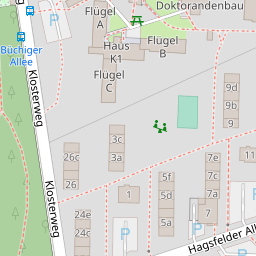 Doktorandenbau
Flügel
A
Haus
K1
Flügel
B
Flügel
C
Büchiger
Allee
Klosterweg
9d
9b
9
3c
3a
26c
26
1
5f
5d
5a
7e
7c
7a
7
11
24e
24c
P
P
P
Klosterweg
Hagsfelder All